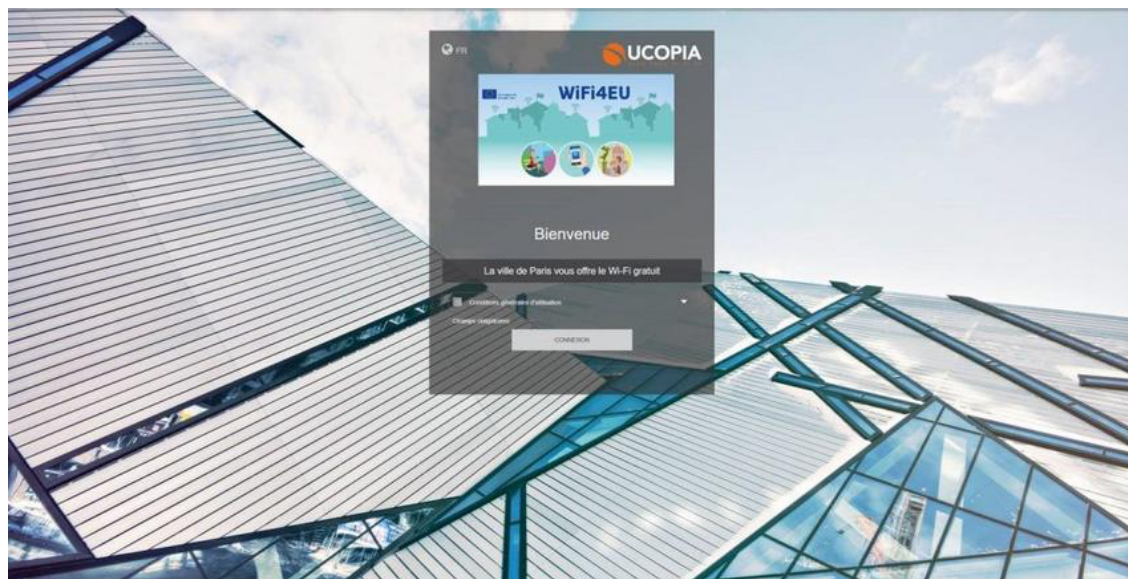 FR
UCOPIA
WiFi4EU
Bienvenue
La ville de Paris vous offre le Wi-Fi gratuit
Conditions générales d'utilisation
Champs obligatoires
CONNEXION